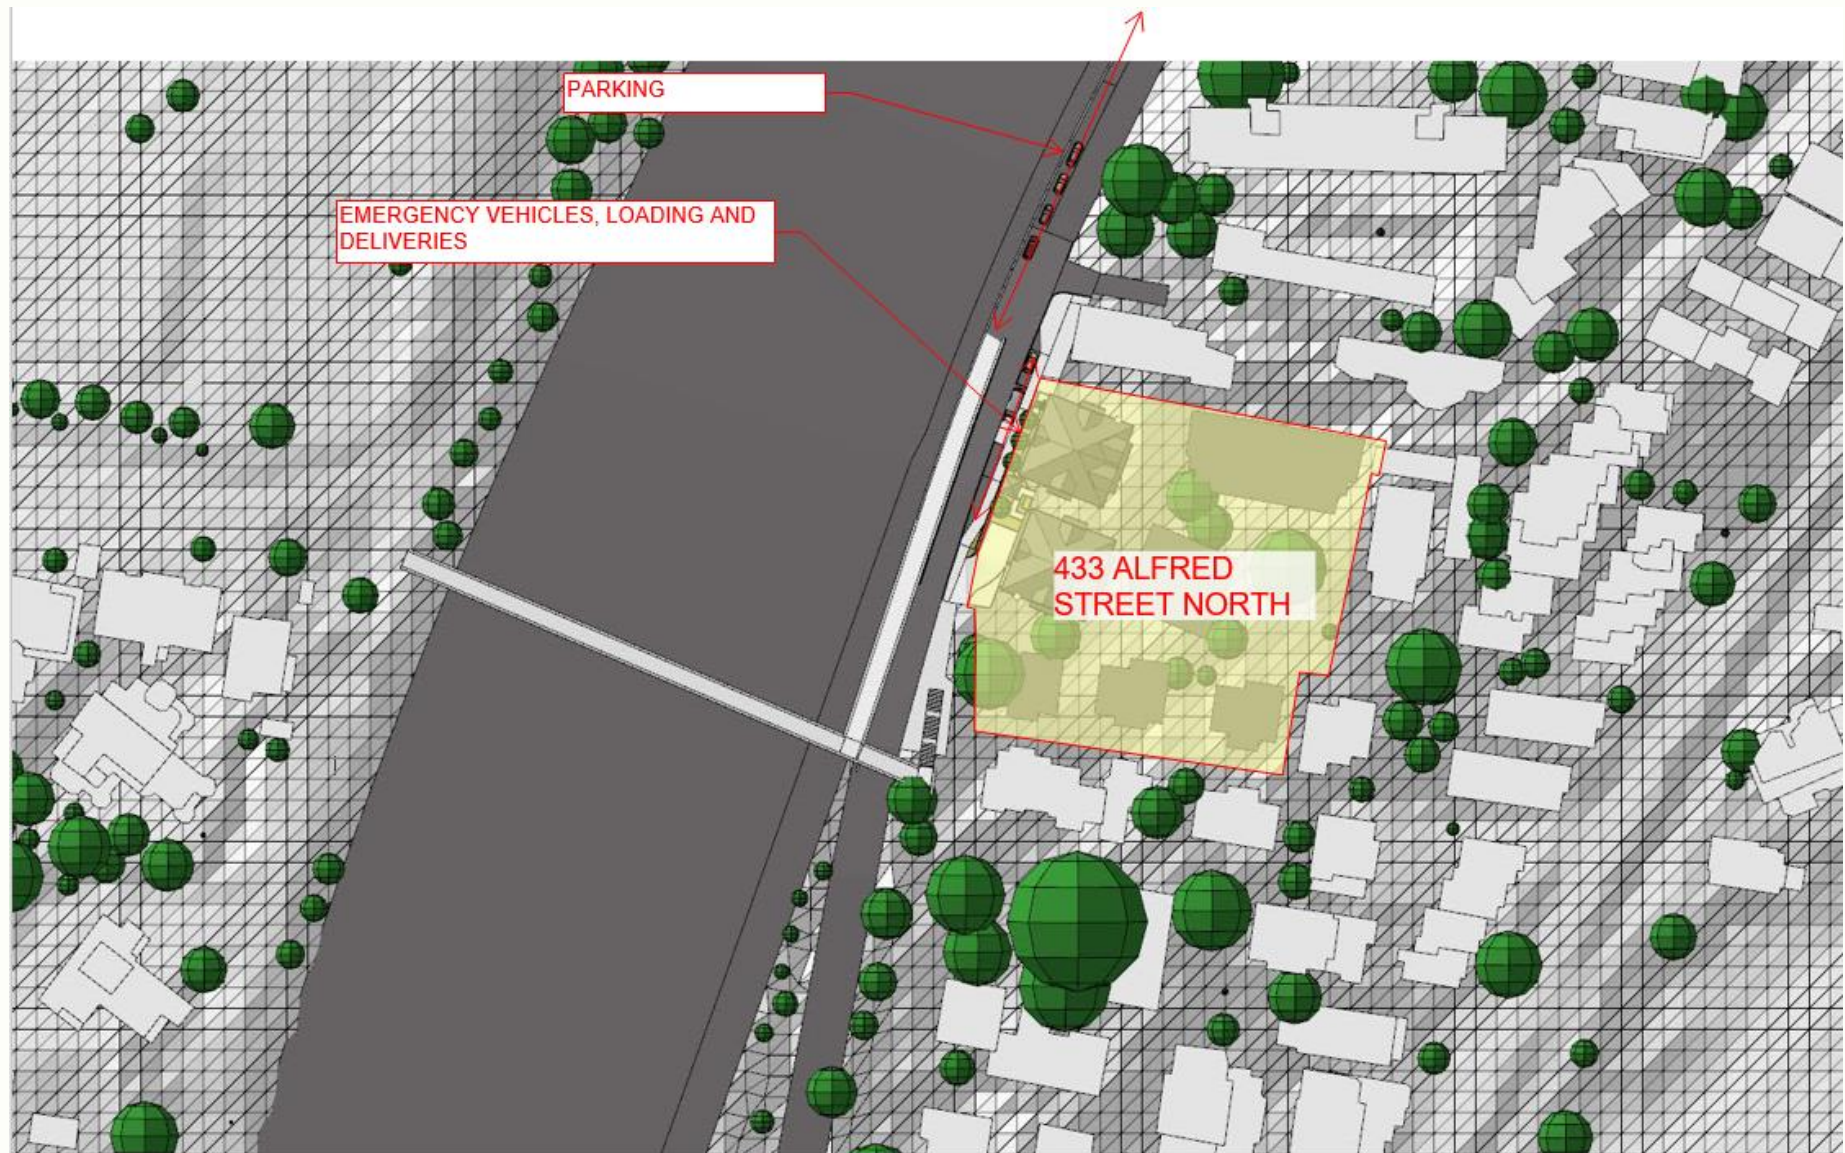 PARKING
EMERGENCY VEHICLES, LOADING AND
DELIVERIES
433 ALFRED
STREET NORTH